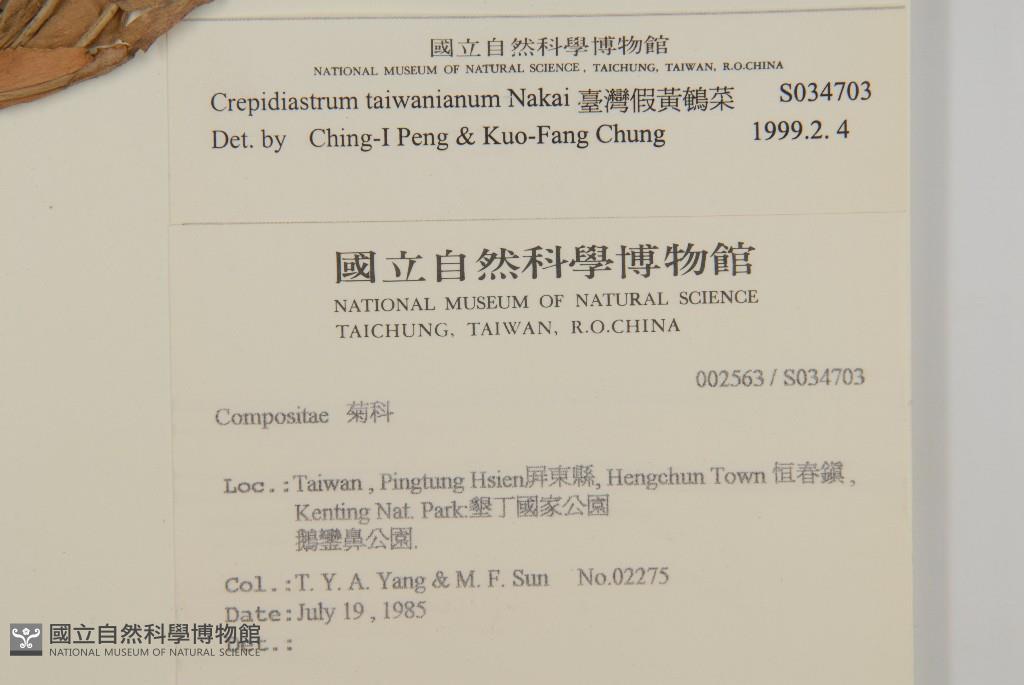 國立自然科學博物館
NATIONAL MUSEUM OF NATURAL SCIENCE, TAICHUNG, TAIWAN, R.O.CHINA
Crepidiastrum taiwanianum Nakai 臺灣假黃鵪菜 S034703
Det. by Ching-I Peng & Kuo-Fang Chung 1999.2. 4
國立自然科學博物館
NATIONAL MUSEUM OF NATURAL SCIENCE
TAICHUNG, TAIWAN, R.O.CHINA
002563 / S034703
Compositae 菊科
Loc.:Taiwan , Pingtung Hsien屏東縣, Hengchun Town 恒春鎭 ,
Kenting Nat. Park:墾丁國家公園
鵝鑾鼻公園.
Col.:T. Y. A. Yang & M. F. Sun No.02275
Date:July 19 , 1985
Det.:
國立自然科學博物館
NATIONAL MUSEUM OF NATURAL SCIENCE